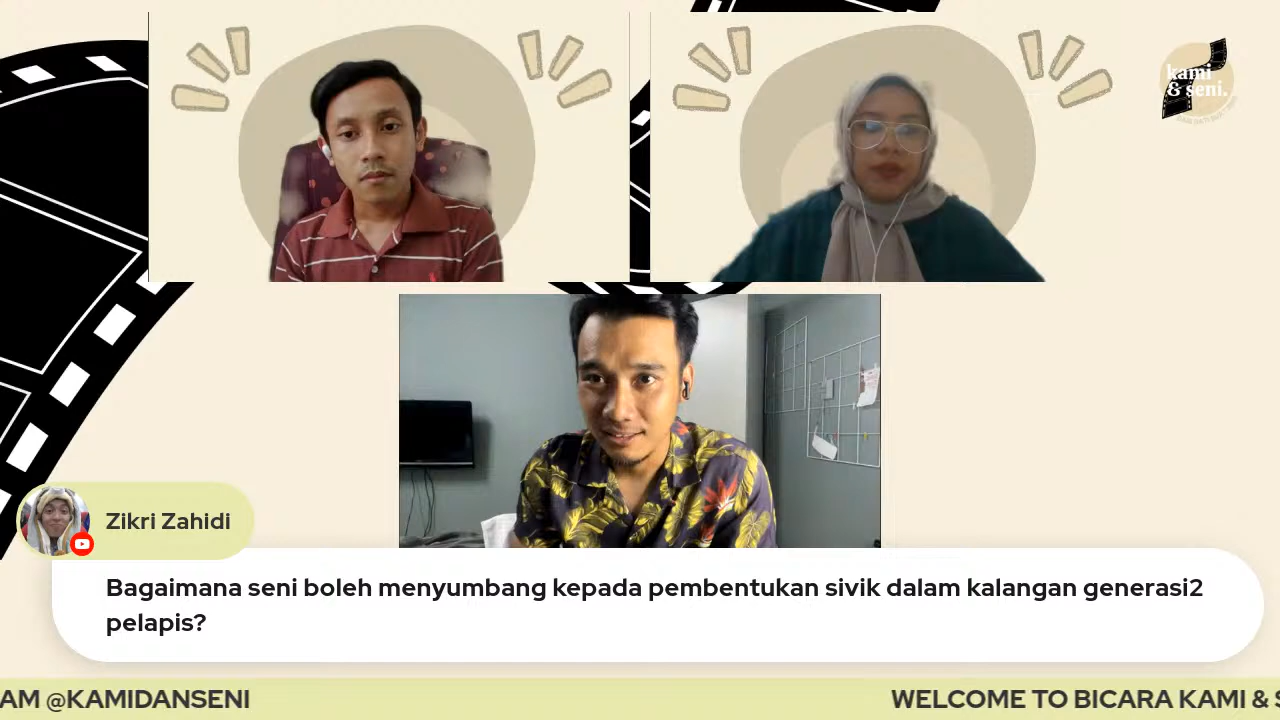 kami
& seni.
Zikri Zahidi
Bagaimana seni boleh menyumbang kepada pembentukan sivik dalam kalangan generasi2
pelapis?
AM @KAMIDANSENI
WELCOME TO BICARA KAMI & S